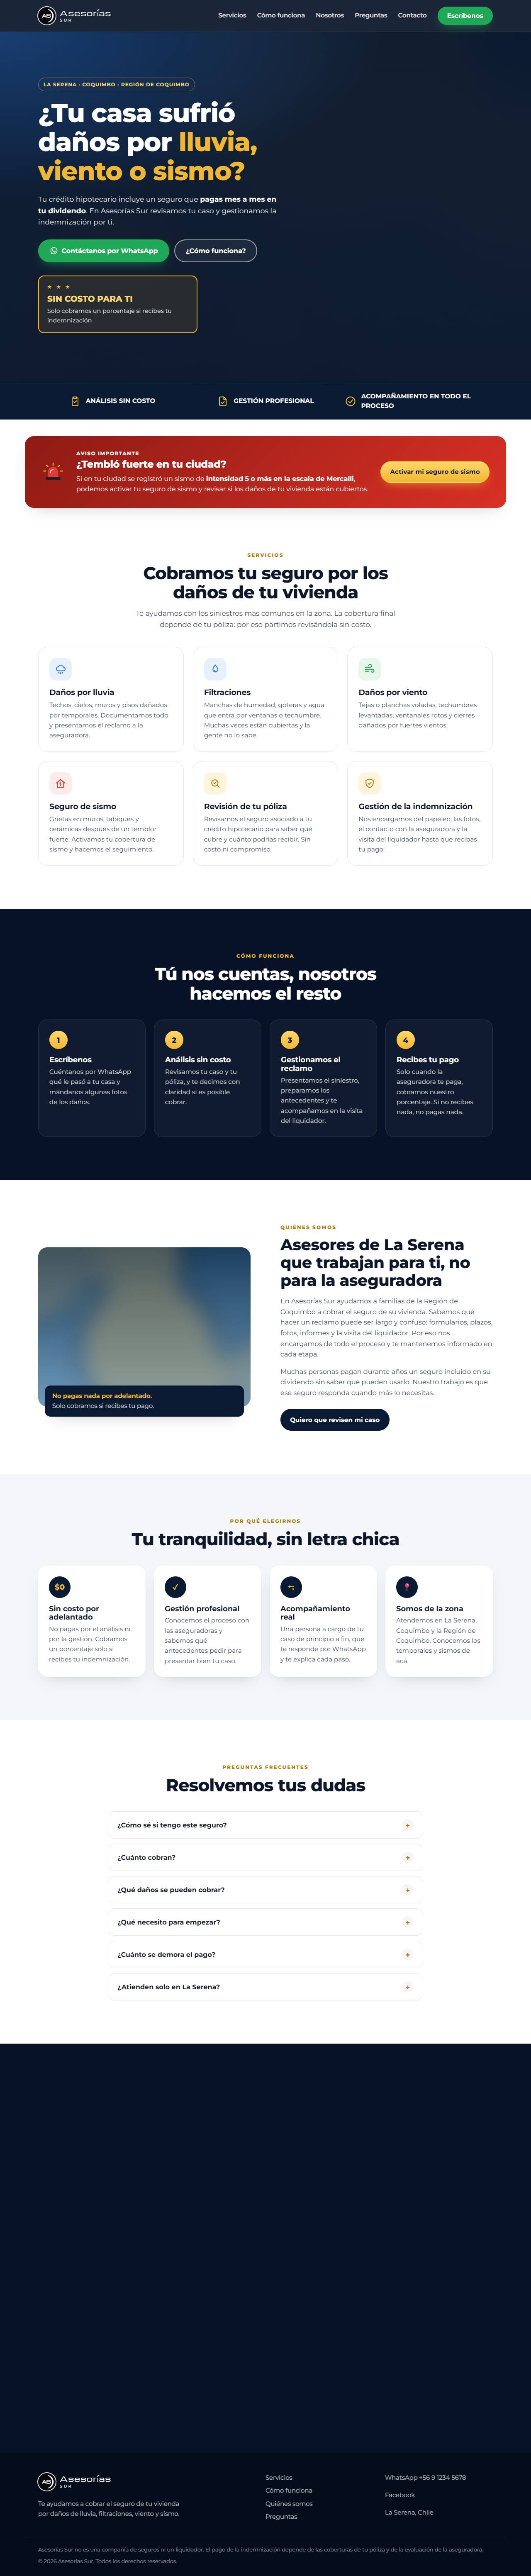 AS Asesorías
SUR
Servicios Cómo funciona Nosotros Preguntas Contacto Escríbenos
LA SERENA · COQUIMBO · REGIÓN DE COQUIMBO
¿Tu casa sufrió
daños por lluvia,
viento o sismo?
Tu crédito hipotecario incluye un seguro que pagas mes a mes en
tu dividendo. En Asesorías Sur revisamos tu caso y gestionamos la
indemnización por ti.
Contáctanos por WhatsApp
¿Cómo funciona?
★ ★ ★
SIN COSTO PARA TI
Solo cobramos un porcentaje si recibes tu
indemnización
ANÁLISIS SIN COSTO
GESTIÓN PROFESIONAL
ACOMPAÑAMIENTO EN TODO EL
PROCESO
AVISO IMPORTANTE
¿Tembló fuerte en tu ciudad?
Si en tu ciudad se registró un sismo de intensidad 5 o más en la escala de Mercalli,
podemos activar tu seguro de sismo y revisar si los daños de tu vivienda están cubiertos.
Activar mi seguro de sismo
SERVICIOS
Cobramos tu seguro por los
daños de tu vivienda
Te ayudamos con los siniestros más comunes en la zona. La cobertura final
depende de tu póliza: por eso partimos revisándola sin costo.
Daños por lluvia
Techos, cielos, muros y pisos dañados
por temporales. Documentamos todo
y presentamos el reclamo a la
aseguradora.
Filtraciones
Manchas de humedad, goteras y agua
que entra por ventanas o techumbre.
Muchas veces están cubiertas y la
gente no lo sabe.
Daños por viento
Tejas o planchas voladas, techumbres
levantadas, ventanales rotos y cierres
dañados por fuertes vientos.
Seguro de sismo
Grietas en muros, tabiques y
cerámicas después de un temblor
fuerte. Activamos tu cobertura de
sismo y hacemos el seguimiento.
Revisión de tu póliza
Revisamos el seguro asociado a tu
crédito hipotecario para saber qué
cubre y cuánto podrías recibir. Sin
costo ni compromiso.
Gestión de la indemnización
Nos encargamos del papeleo, las fotos,
el contacto con la aseguradora y la
visita del liquidador hasta que recibas
tu pago.
CÓMO FUNCIONA
Tú nos cuentas, nosotros
hacemos el resto
1
Escríbenos
Cuéntanos por WhatsApp
qué le pasó a tu casa y
mándanos algunas fotos
de los daños.
2
Análisis sin costo
Revisamos tu caso y tu
póliza, y te decimos con
claridad si es posible
cobrar.
3
Gestionamos el
reclamo
Presentamos el siniestro,
preparamos los
antecedentes y te
acompañamos en la visita
del liquidador.
4
Recibes tu pago
Solo cuando la
aseguradora te paga,
cobramos nuestro
porcentaje. Si no recibes
nada, no pagas nada.
No pagas nada por adelantado.
Solo cobramos si recibes tu pago.
QUIÉNES SOMOS
Asesores de La Serena
que trabajan para ti, no
para la aseguradora
En Asesorías Sur ayudamos a familias de la Región de
Coquimbo a cobrar el seguro de su vivienda. Sabemos que
hacer un reclamo puede ser largo y confuso: formularios, plazos,
fotos, informes y la visita del liquidador. Por eso nos
encargamos de todo el proceso y te mantenemos informado en
cada etapa.
Muchas personas pagan durante años un seguro incluido en su
dividendo sin saber que pueden usarlo. Nuestro trabajo es que
ese seguro responda cuando más lo necesitas.
Quiero que revisen mi caso
POR QUÉ ELEGIRNOS
Tu tranquilidad, sin letra chica
$0
Sin costo por
adelantado
No pagas por el análisis ni
por la gestión. Cobramos
un porcentaje solo si
recibes tu indemnización.
✓
Gestión profesional
Conocemos el proceso con
las aseguradoras y
sabemos qué
antecedentes pedir para
presentar bien tu caso.
Acompañamiento
real
Una persona a cargo de tu
caso de principio a fin, que
te responde por WhatsApp
y te explica cada paso.
Somos de la zona
Atendemos en La Serena,
Coquimbo y la Región de
Coquimbo. Conocemos los
temporales y sismos de
acá.
PREGUNTAS FRECUENTES
Resolvemos tus dudas
¿Cómo sé si tengo este seguro? +
¿Cuánto cobran? +
¿Qué daños se pueden cobrar? +
¿Qué necesito para empezar? +
¿Cuánto se demora el pago? +
¿Atienden solo en La Serena? +
AS Asesorías
SUR
Te ayudamos a cobrar el seguro de tu vivienda
por daños de lluvia, filtraciones, viento y sismo.
Servicios
Cómo funciona
Quiénes somos
Preguntas
WhatsApp +56 9 1234 5678
Facebook
La Serena, Chile
Asesorías Sur no es una compañía de seguros ni un liquidador. El pago de la indemnización depende de las coberturas de tu póliza y de la evaluación de la aseguradora.
© 2026 Asesorías Sur. Todos los derechos reservados.